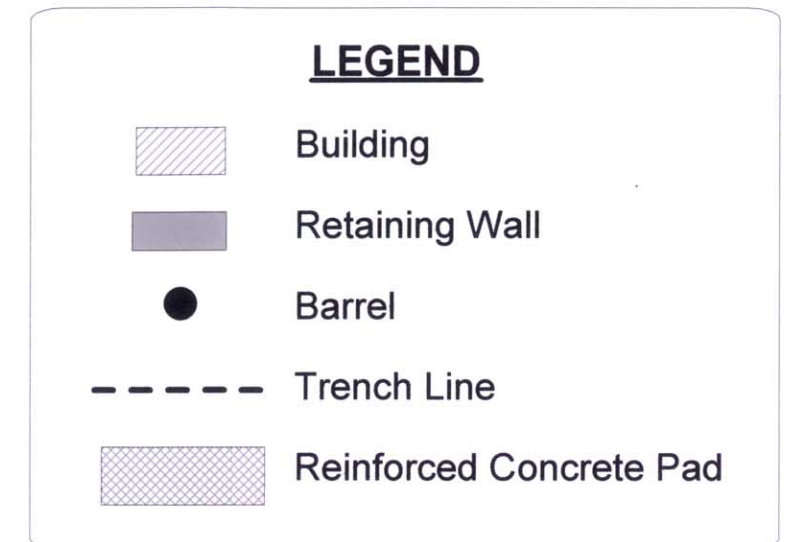 LEGEND
Building
Retaining Wall
Barrel
Trench Line
Reinforced Concrete Pad